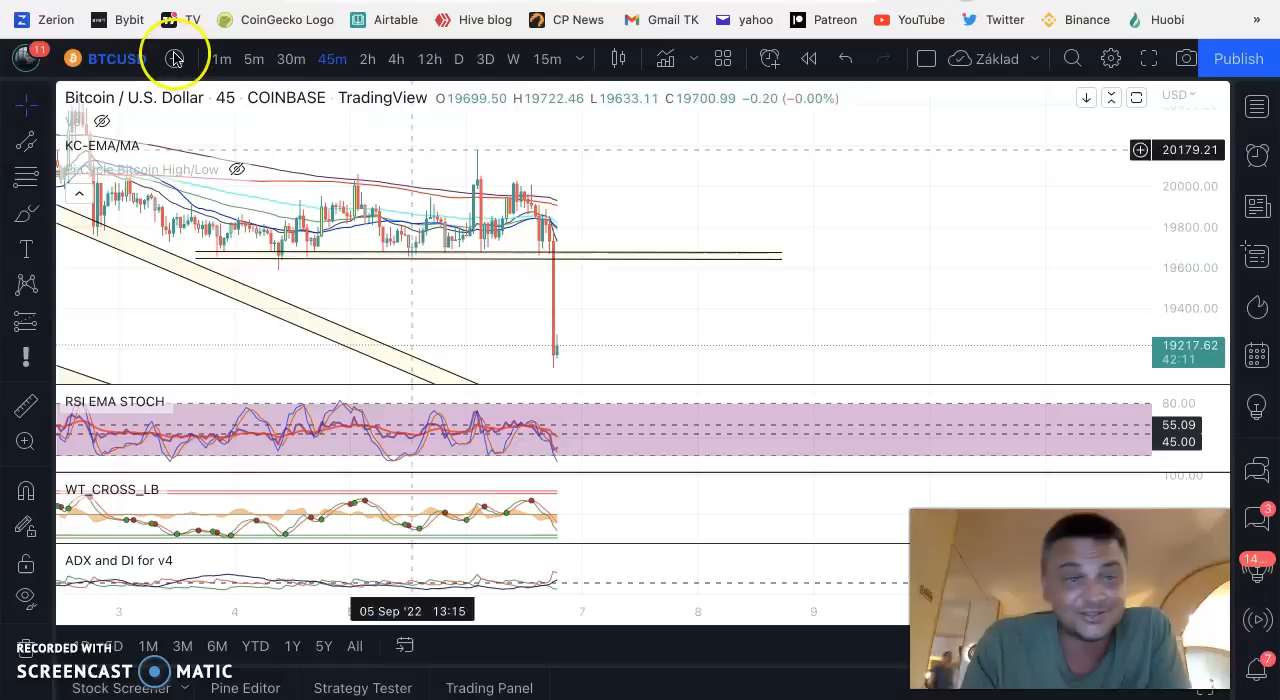 Zerion Bybit TV CoinGecko Logo Airtable Hive blog CP News Gmail TK yahoo Patreon YouTube Twitter Binance Huobi »
11 BTCUSD 1m 5m 30m 45m 2h 4h 12h D 3D W 15m Základ Publish
Bitcoin / U.S. Dollar · 45 · COINBASE · TradingView O19699.50 H19722.46 L19633.11 C19700.99 −0.20 (−0.00%) USD
KC-EMA/MA 20179.21
Cycle Bitcoin High/Low
20000.00
19800.00
19600.00
19400.00
19217.62
42:11
RSI EMA STOCH 80.00
55.09
45.00
WT_CROSS_LB 100.00
3
ADX and DI for v4 14...
3 4 05 Sep '22 13:15 7 8 9
RECORDED WITH 1M 3M 6M YTD 1Y 5Y All
SCREENCAST MATIC 7
Stock Screener Pine Editor Strategy Tester Trading Panel